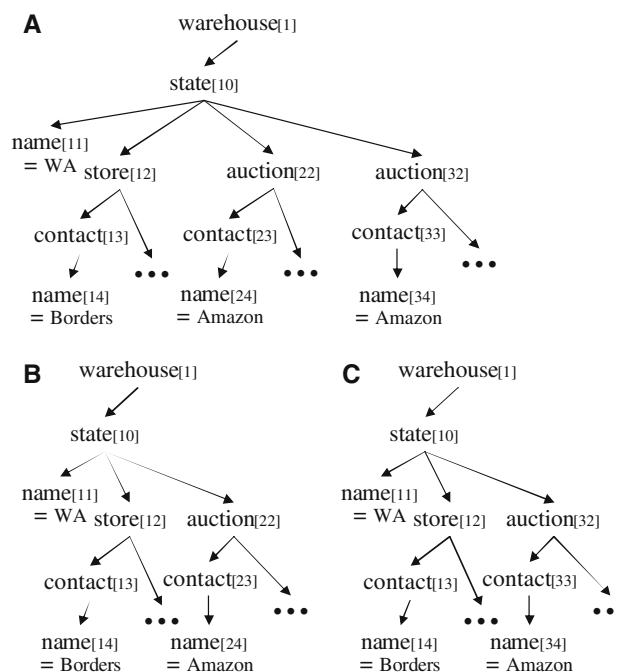 A
warehouse[1]
state[10]
name[11]
= WA
store[12]
auction[22]
auction[32]
contact[13]
contact[23]
contact[33]
•••
•••
•••
name[14]
= Borders
name[24]
= Amazon
name[34]
= Amazon
B
warehouse[1]
state[10]
name[11]
= WA
store[12]
auction[22]
contact[13]
contact[23]
•••
•••
name[14]
= Borders
name[24]
= Amazon
C
warehouse[1]
state[10]
name[11]
= WA
store[12]
auction[32]
contact[13]
contact[33]
•••
••
name[14]
= Borders
name[34]
= Amazon